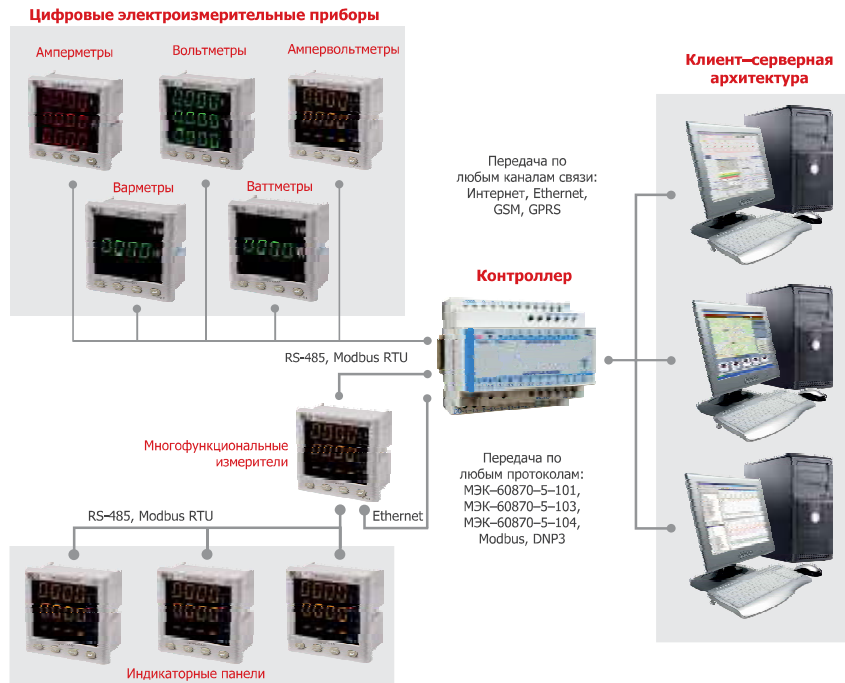 Цифровые электроизмерительные приборы
Амперметры
Вольтметры
Ампервольтметры
Варметры
Ваттметры
RS-485, Modbus RTU
Многофункциональные
измерители
RS-485, Modbus RTU
Ethernet
Индикаторные панели
Передача по
любым каналам связи:
Интернет, Ethernet,
GSM, GPRS
Контроллер
Передача по
любым протоколам:
МЭК–60870–5–101,
МЭК–60870–5–103,
МЭК–60870–5–104,
Modbus, DNP3
Клиент–серверная
архитектура